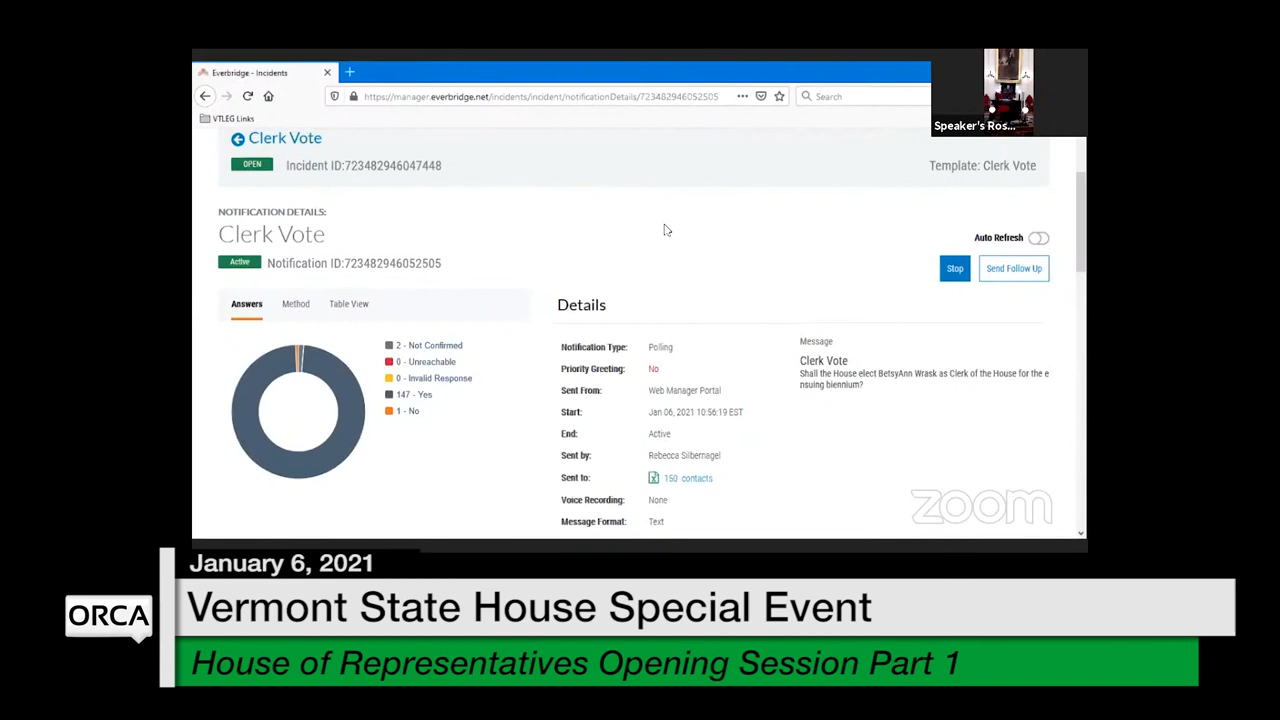 Everbridge - Incidents
https://manager.everbridge.net/incidents/incident/notificationDetails/723482946052505
Search
VTLEG Links
Speaker's Ros...
Clerk Vote
OPEN
Incident ID:723482946047448
Template: Clerk Vote
NOTIFICATION DETAILS:
Clerk Vote
Auto Refresh
Active
Notification ID:723482946052505
Stop
Send Follow Up
Answers
Method
Table View
2 - Not Confirmed
0 - Unreachable
0 - Invalid Response
147 - Yes
1 - No
Details
Notification Type: Polling
Priority Greeting: No
Sent From: Web Manager Portal
Start: Jan 06, 2021 10:56:19 EST
End: Active
Sent by: Rebecca Silbernagel
Sent to: 150 contacts
Voice Recording: None
Message Format: Text
Message
Clerk Vote
Shall the House elect BetsyAnn Wrask as Clerk of the House for the e
nsuing biennium?
zoom
January 6, 2021
ORCA
Vermont State House Special Event
House of Representatives Opening Session Part 1